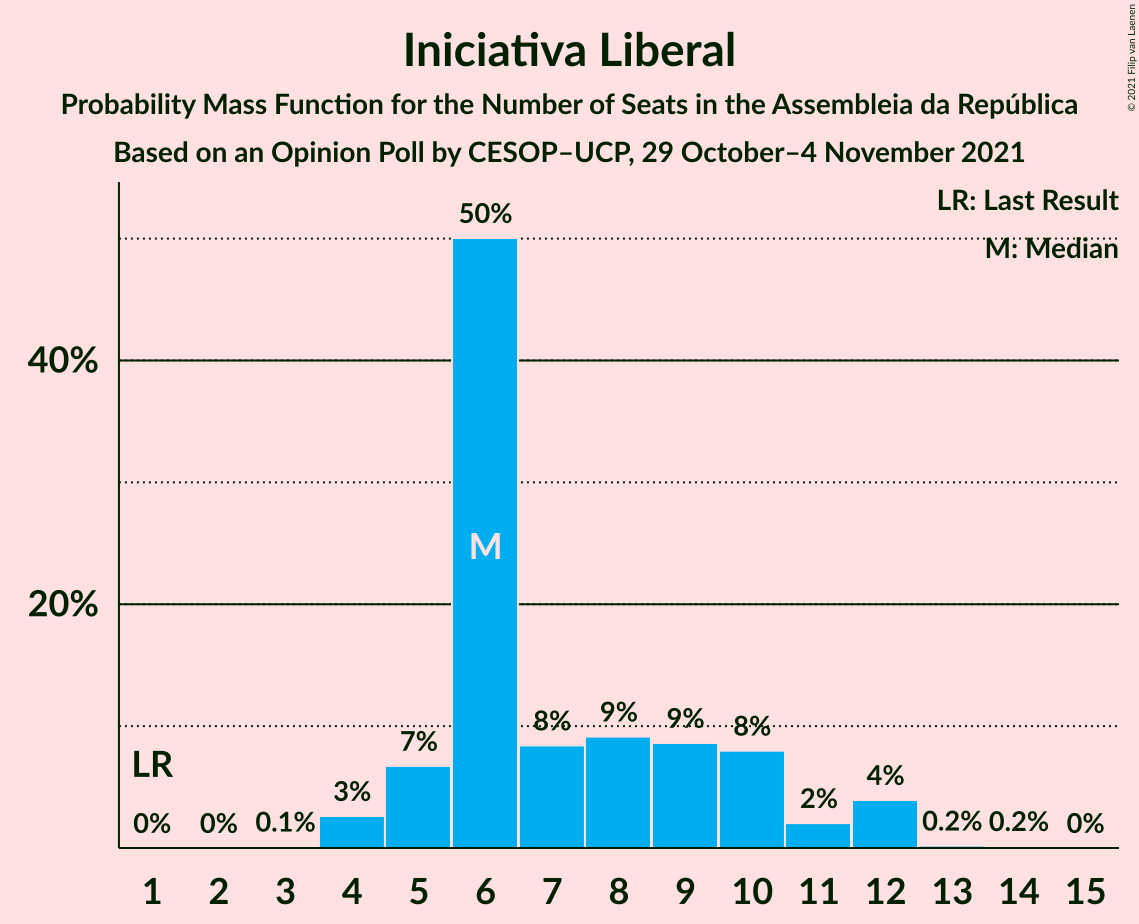 Iniciativa Liberal
Probability Mass Function for the Number of Seats in the Assembleia da República
Based on an Opinion Poll by CESOP–UCP, 29 October–4 November 2021
© 2021 Filip van Laenen
LR: Last Result
M: Median
50%
40%
M
20%
LR
0% 0% 0.1% 3% 7% 8% 9% 9% 8% 2% 4% 0.2% 0.2% 0%
1 2 3 4 5 6 7 8 9 10 11 12 13 14 15